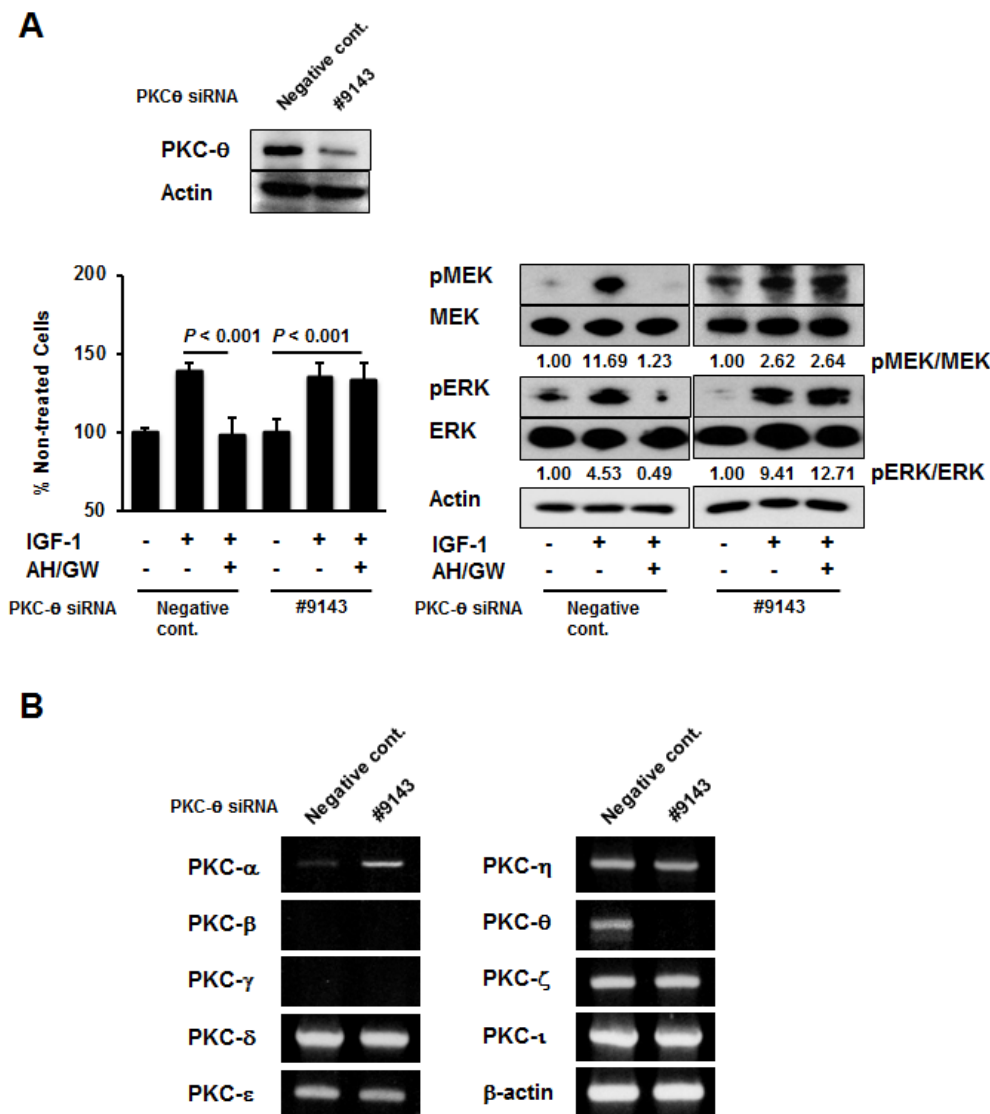 A
PKCθ siRNA
Negative cont.
#9143
PKC-θ
Actin
% Non-treated Cells
200
150
100
50
P < 0.001
P < 0.001
IGF-1 - + + - + +
AH/GW - - + - - +
PKC-θ siRNA
Negative cont.
#9143
pMEK
MEK
1.00 11.69 1.23 1.00 2.62 2.64 pMEK/MEK
pERK
ERK
1.00 4.53 0.49 1.00 9.41 12.71 pERK/ERK
Actin
IGF-1 - + + - + +
AH/GW - - + - - +
PKC-θ siRNA
Negative cont.
#9143
B
PKC-θ siRNA
Negative cont.
#9143
PKC-α
PKC-β
PKC-γ
PKC-δ
PKC-ε
Negative cont.
#9143
PKC-η
PKC-θ
PKC-ζ
PKC-ι
β-actin